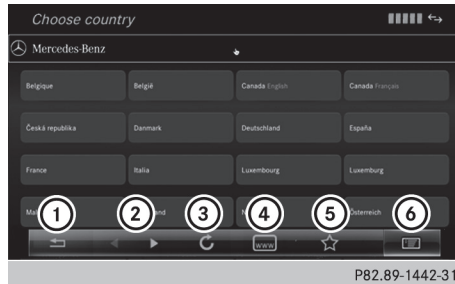 Choose country
Mercedes-Benz
Belgique België Canada English Canada Français
Česká republika Danmark Deutschland España
France Italia Luxembourg Luxemburg
Österreich
1 2 3 4 5 6
www
P82.89-1442-31